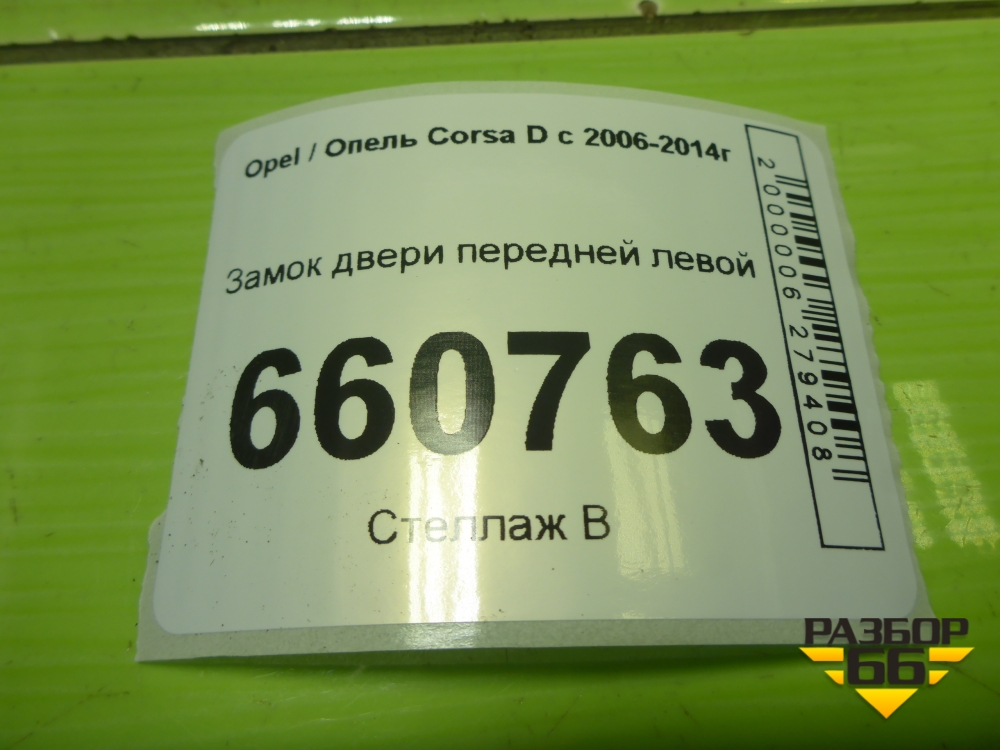 Opel / Опель Corsa D с 2006-2014г
Замок двери передней левой
660763
Стеллаж В
2000006279408
РАЗБОР
66